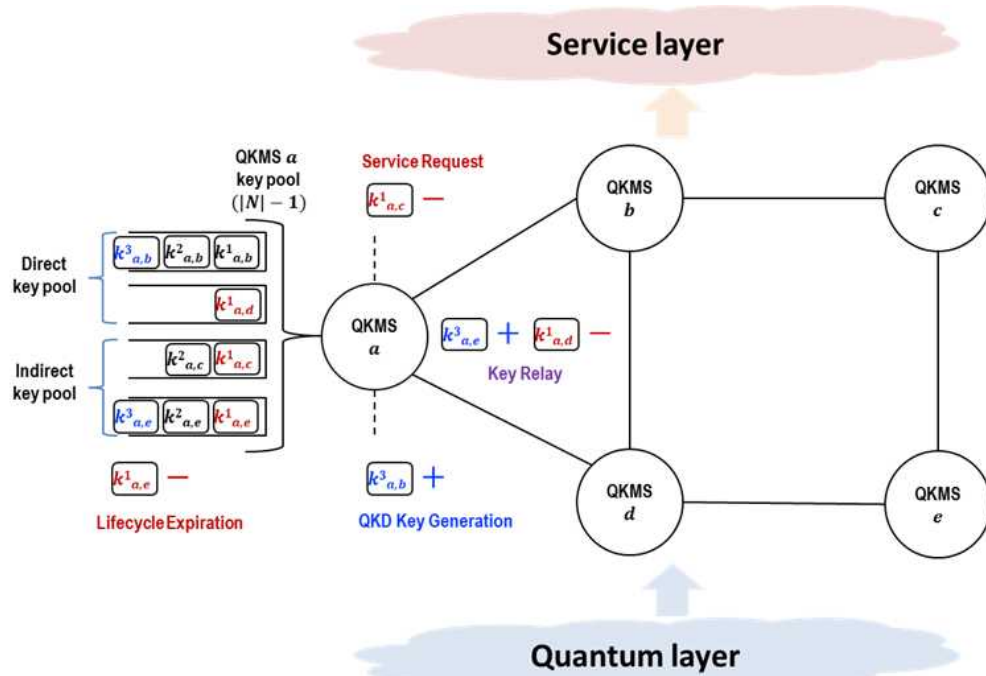 Service layer
QKMS a
key pool
(|N| − 1)
Service Request
k¹a,c −
Direct
key pool
k³a,b k²a,b k¹a,b
k¹a,d
Indirect
key pool
k²a,c k¹a,c
k³a,e k²a,e k¹a,e
k¹a,e −
Lifecycle Expiration
QKMS
a
k³a,e + k¹a,d −
Key Relay
k³a,b +
QKD Key Generation
QKMS
b
QKMS
c
QKMS
d
QKMS
e
Quantum layer